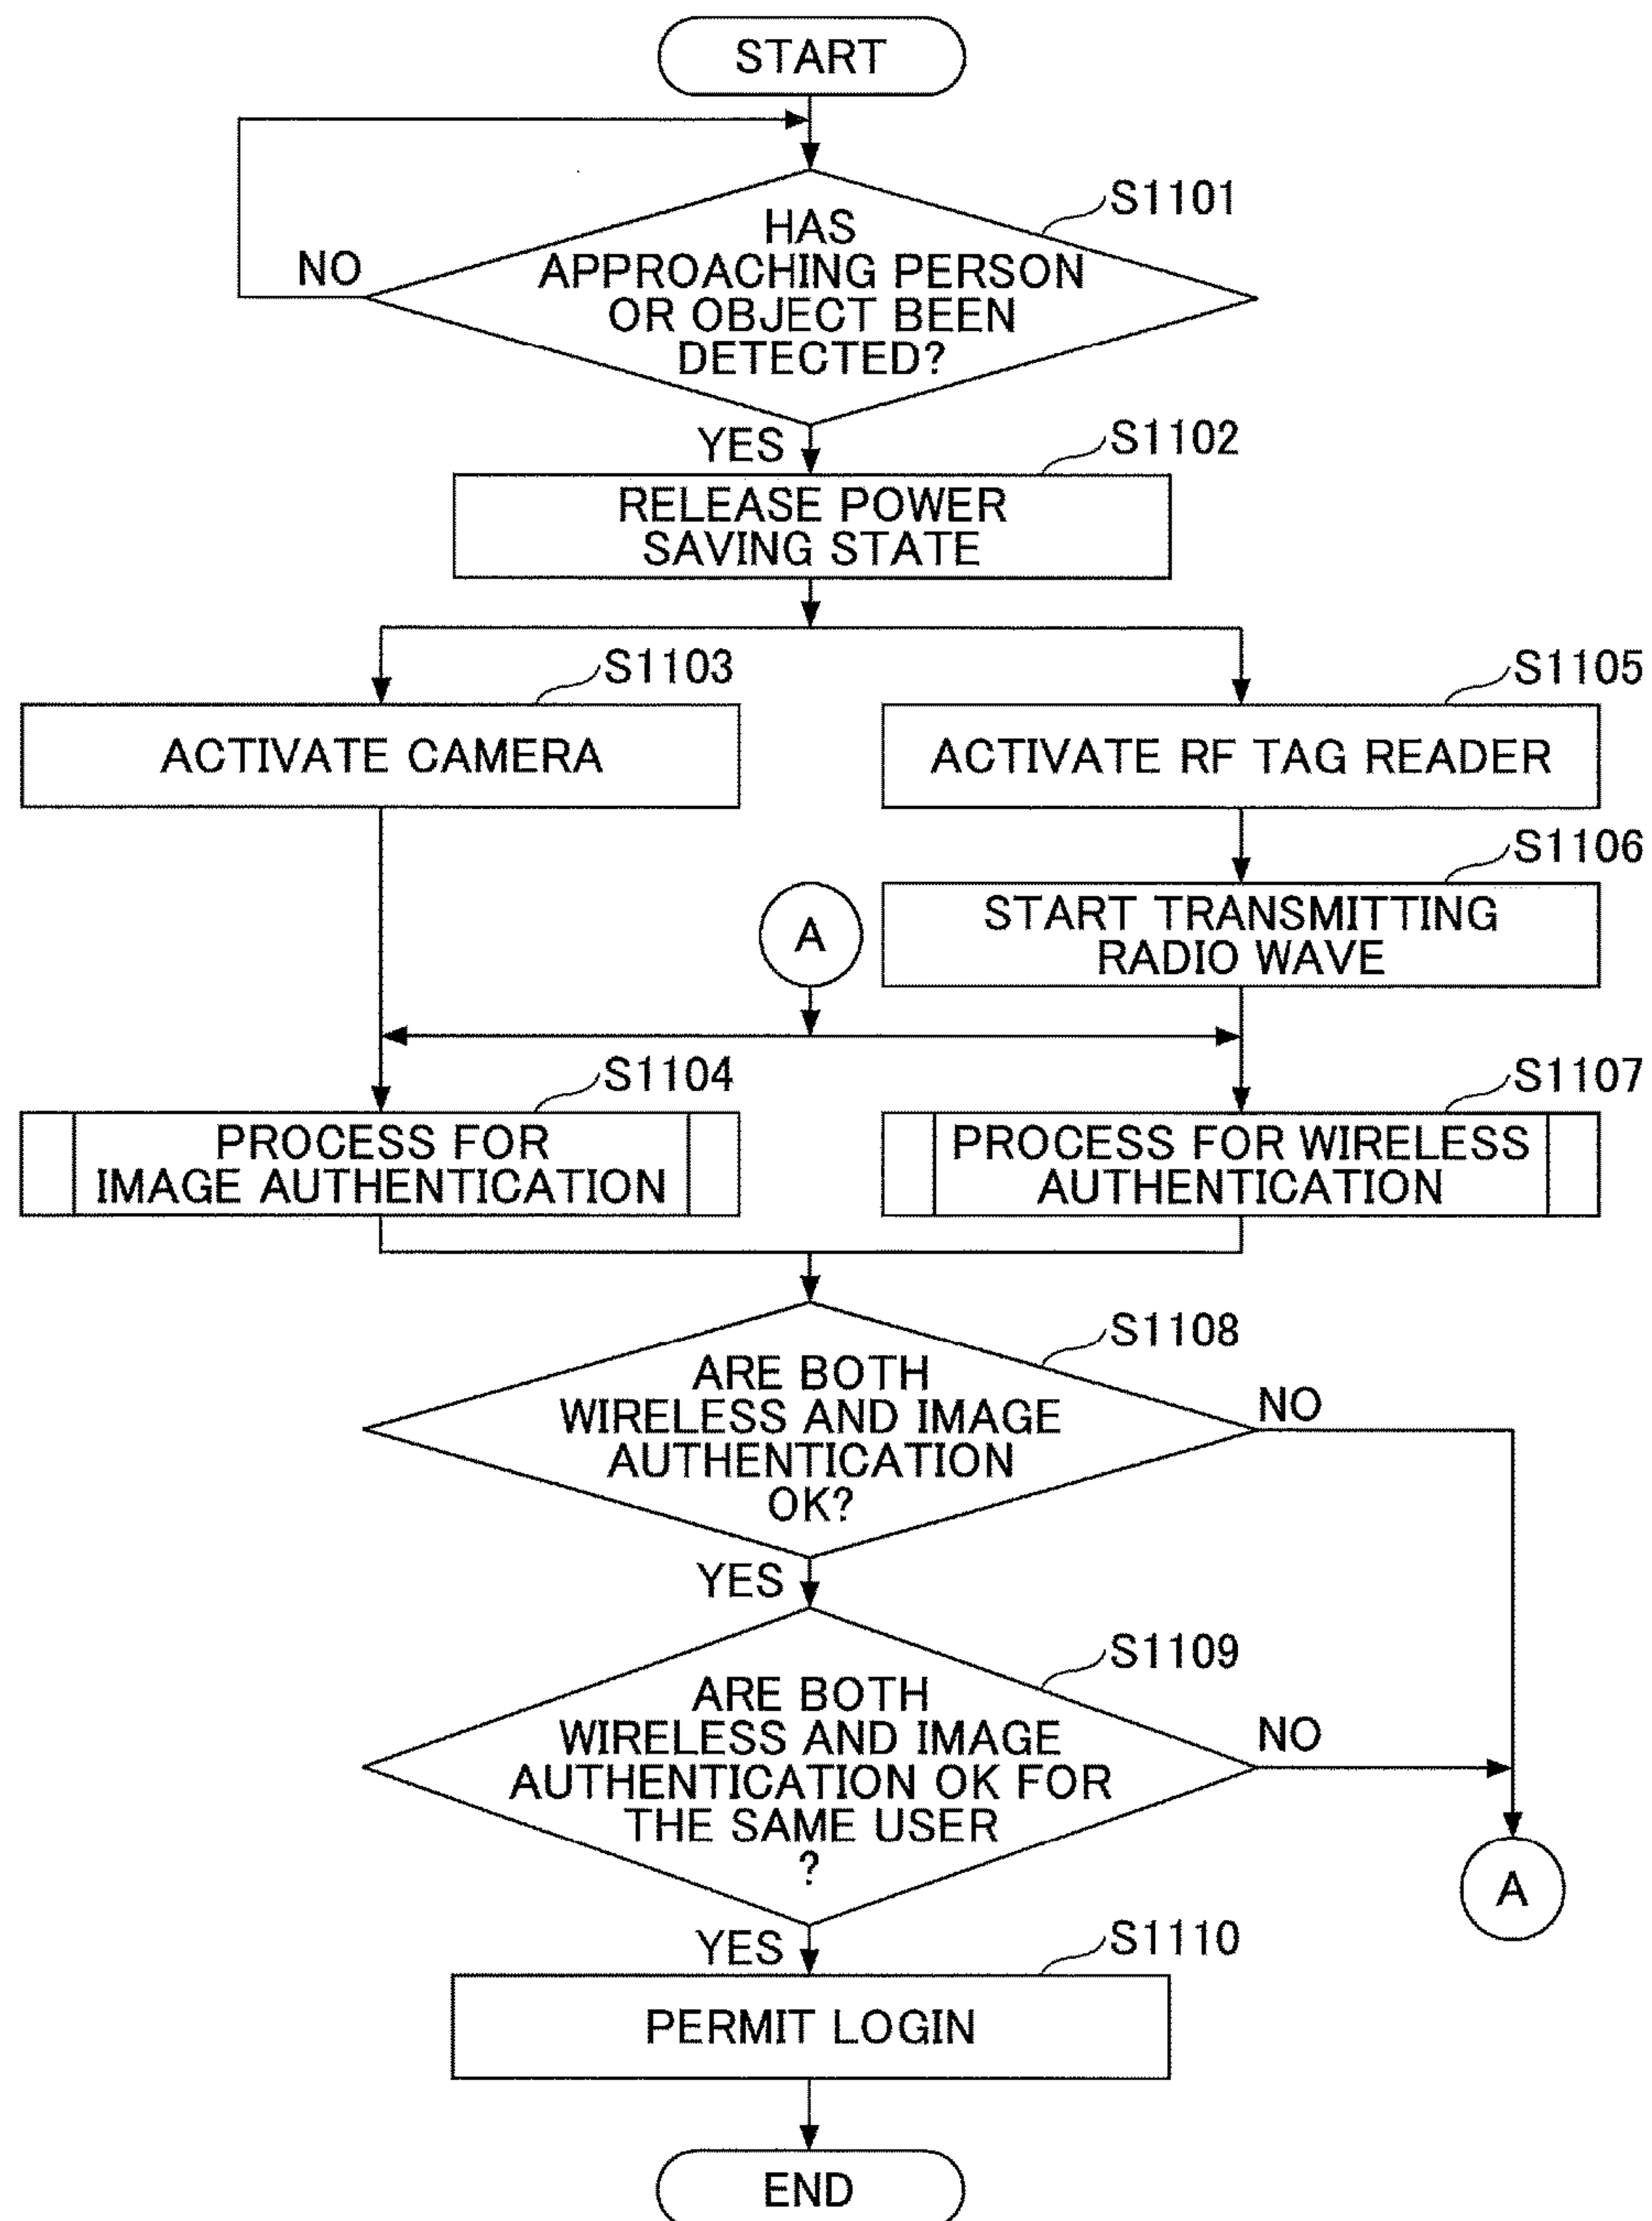 START
S1101
HAS
APPROACHING PERSON
OR OBJECT BEEN
DETECTED?
NO
YES
S1102
RELEASE POWER
SAVING STATE
S1103
ACTIVATE CAMERA
S1105
ACTIVATE RF TAG READER
S1106
START TRANSMITTING
RADIO WAVE
A
S1104
PROCESS FOR
IMAGE AUTHENTICATION
S1107
PROCESS FOR WIRELESS
AUTHENTICATION
S1108
ARE BOTH
WIRELESS AND IMAGE
AUTHENTICATION
OK?
NO
YES
S1109
ARE BOTH
WIRELESS AND IMAGE
AUTHENTICATION OK FOR
THE SAME USER
?
NO
A
YES
S1110
PERMIT LOGIN
END